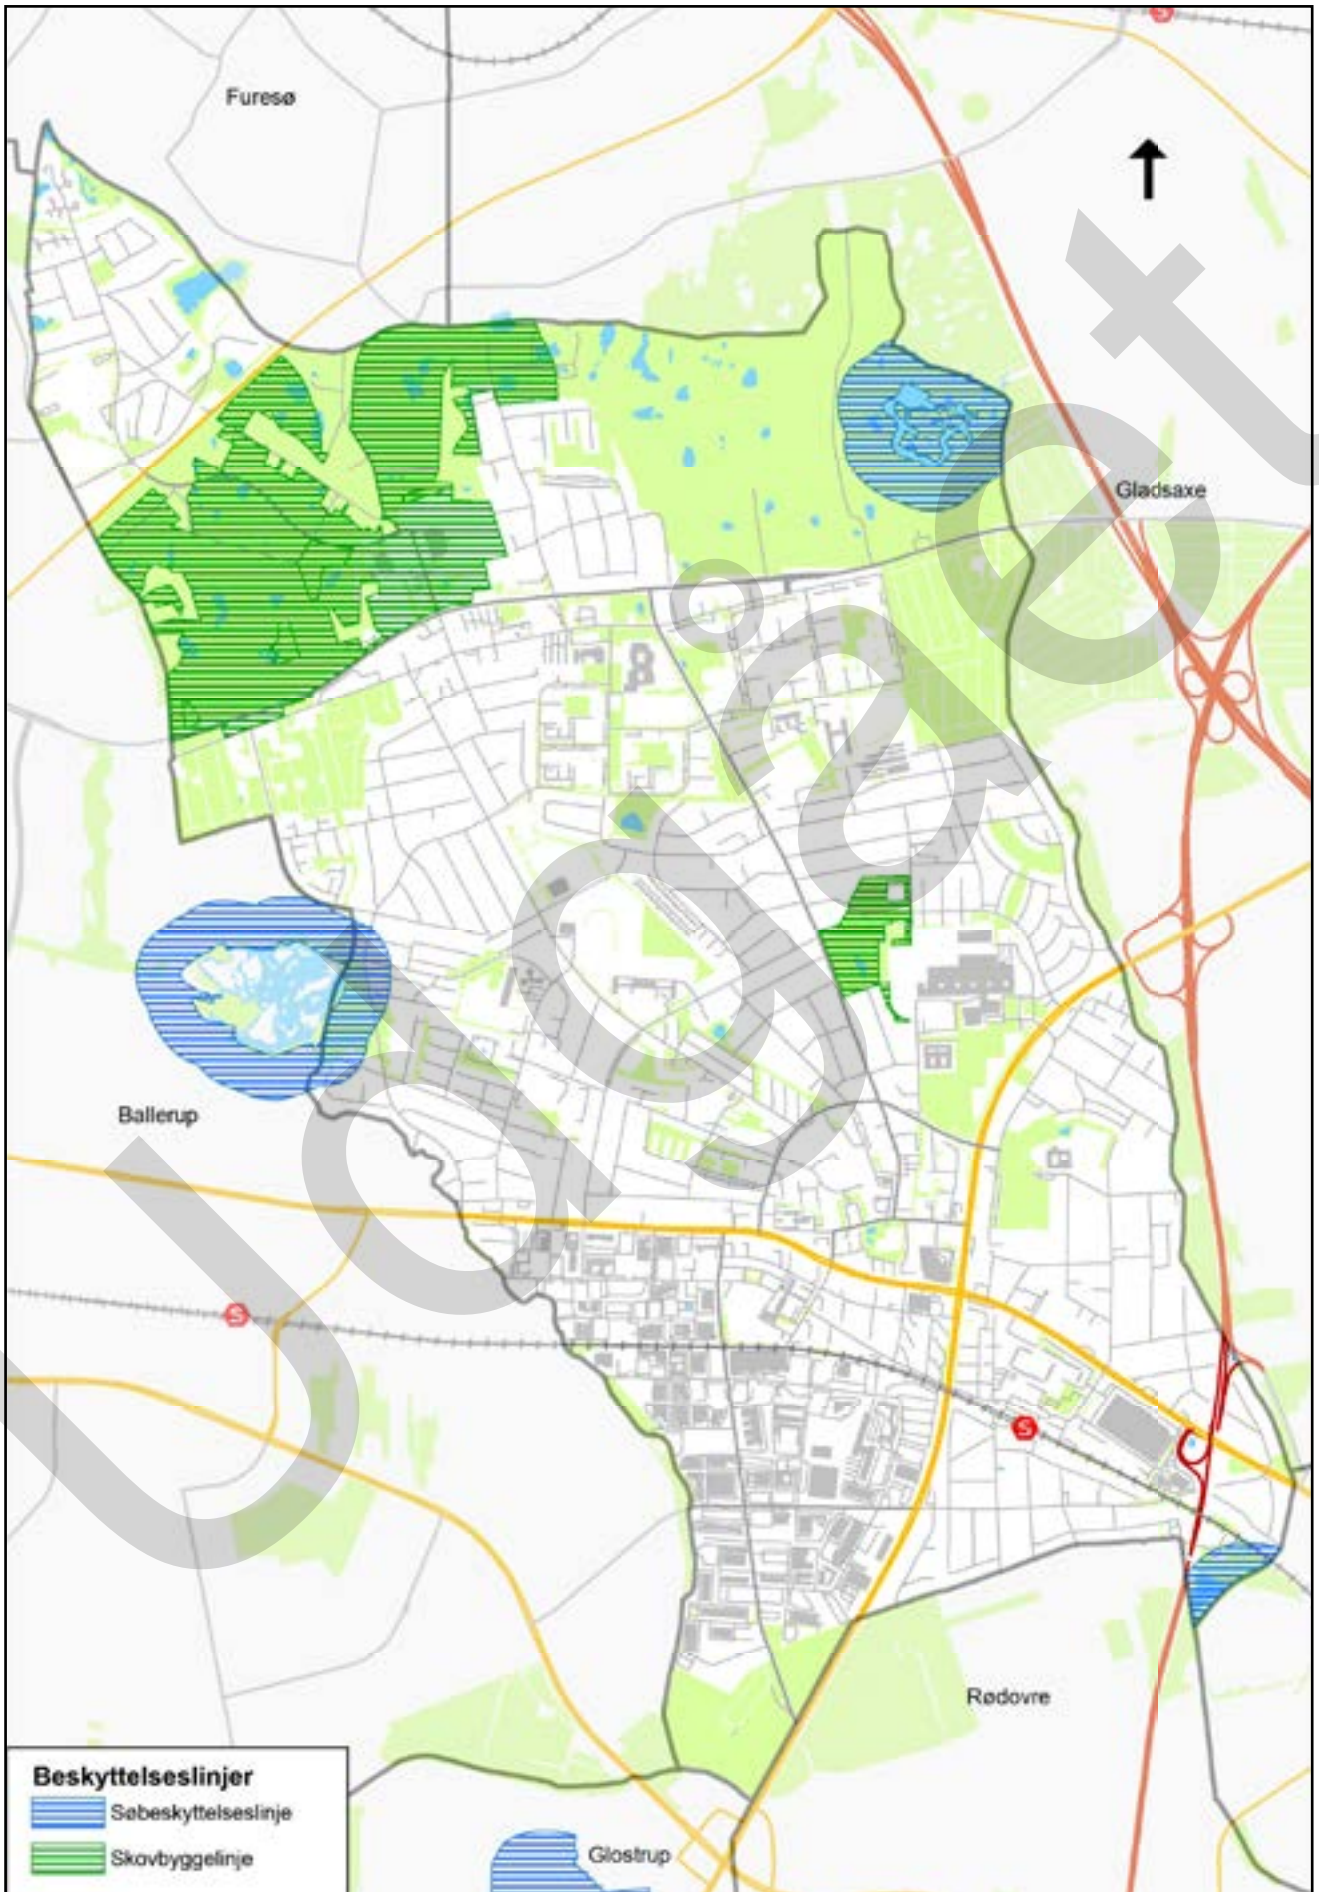 Furesø
Gladsaxe
Ballerup
Rødovre
Glostrup
S
S
S
Udgået
Beskyttelseslinjer
Søbeskyttelseslinje
Skovbyggelinje